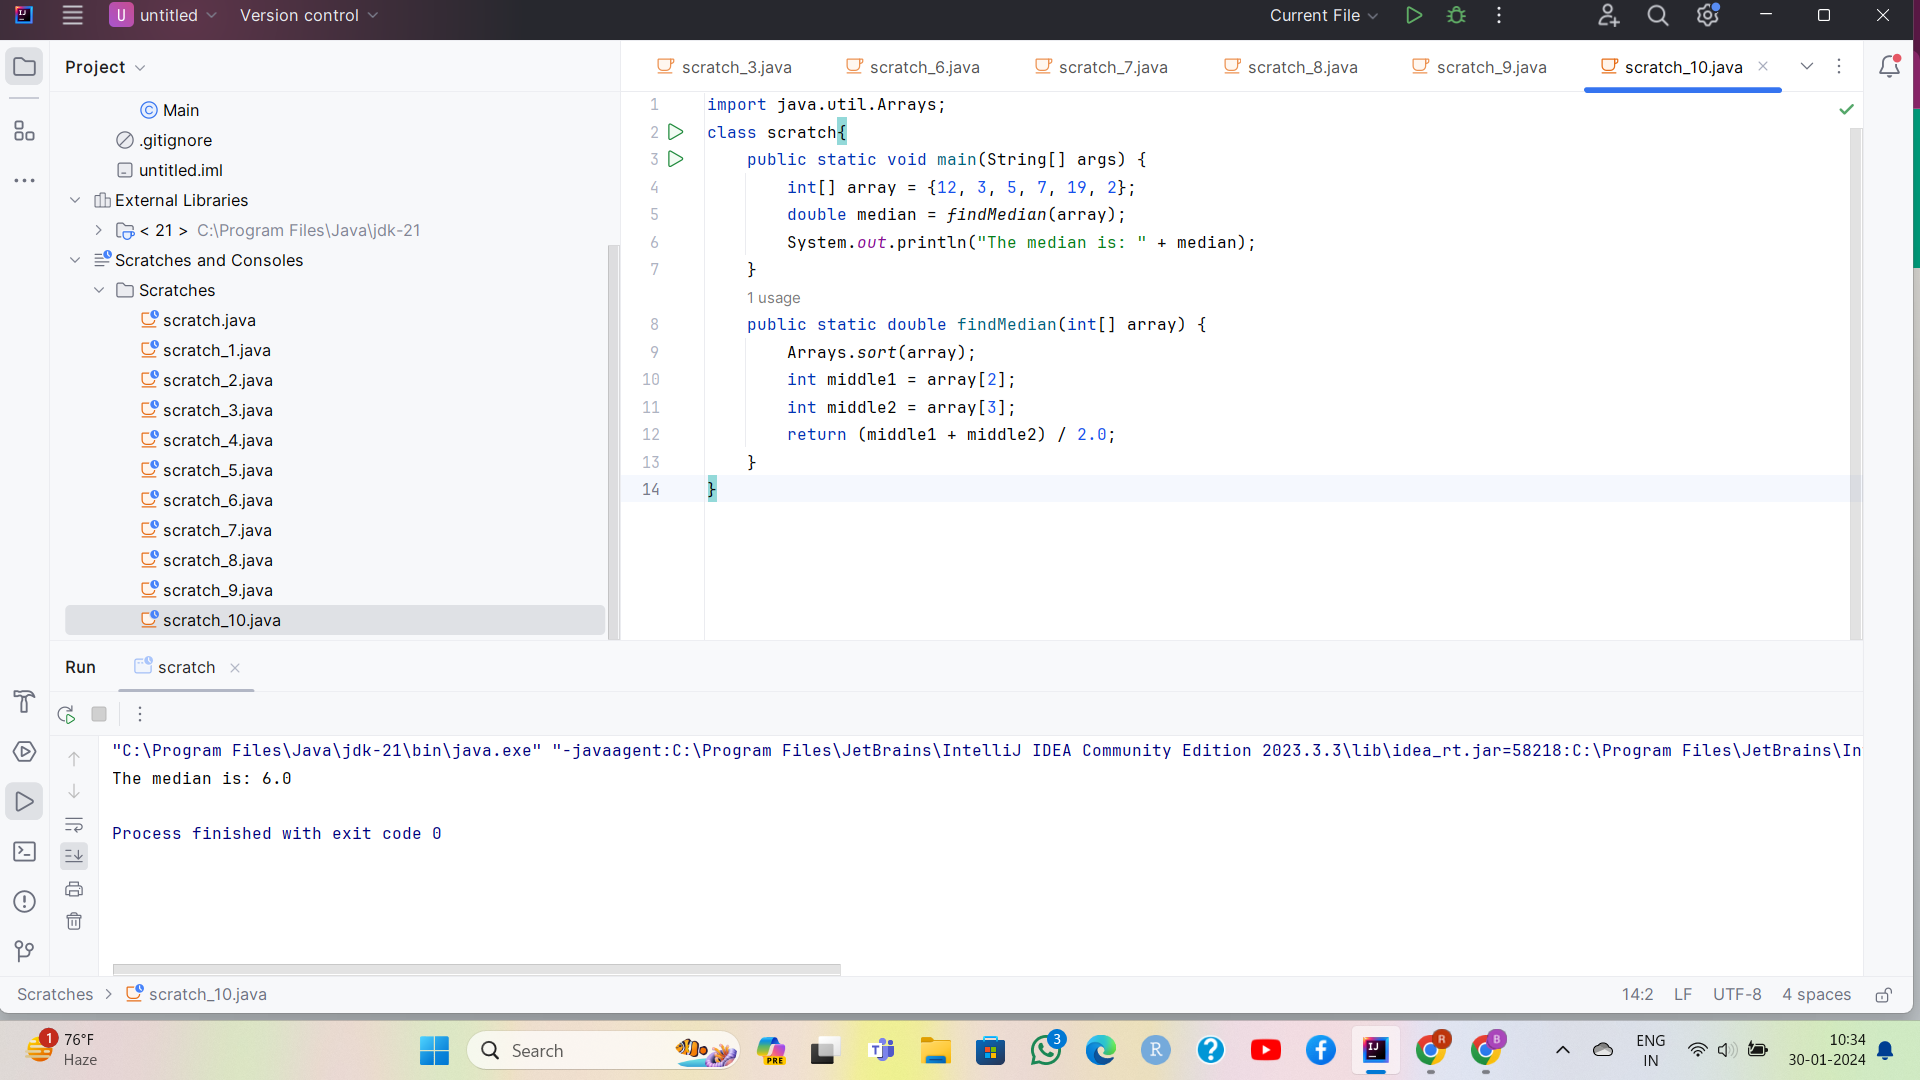 U untitled Version control Current File
Project
scratch_3.java scratch_6.java scratch_7.java scratch_8.java scratch_9.java scratch_10.java
Main
.gitignore
untitled.iml
External Libraries
< 21 > C:\Program Files\Java\jdk-21
Scratches and Consoles
Scratches
scratch.java
scratch_1.java
scratch_2.java
scratch_3.java
scratch_4.java
scratch_5.java
scratch_6.java
scratch_7.java
scratch_8.java
scratch_9.java
scratch_10.java
1 import java.util.Arrays;
2 class scratch{
3 public static void main(String[] args) {
4 int[] array = {12, 3, 5, 7, 19, 2};
5 double median = findMedian(array);
6 System.out.println("The median is: " + median);
7 }
1 usage
8 public static double findMedian(int[] array) {
9 Arrays.sort(array);
10 int middle1 = array[2];
11 int middle2 = array[3];
12 return (middle1 + middle2) / 2.0;
13 }
14 }
Run scratch
"C:\Program Files\Java\jdk-21\bin\java.exe" "-javaagent:C:\Program Files\JetBrains\IntelliJ IDEA Community Edition 2023.3.3\lib\idea_rt.jar=58218:C:\Program Files\JetBrains\In
The median is: 6.0
Process finished with exit code 0
Scratches scratch_10.java 14:2 LF UTF-8 4 spaces
1 76°F
Haze
Search
PRE
3
R
B
ENG
IN
10:34
30-01-2024